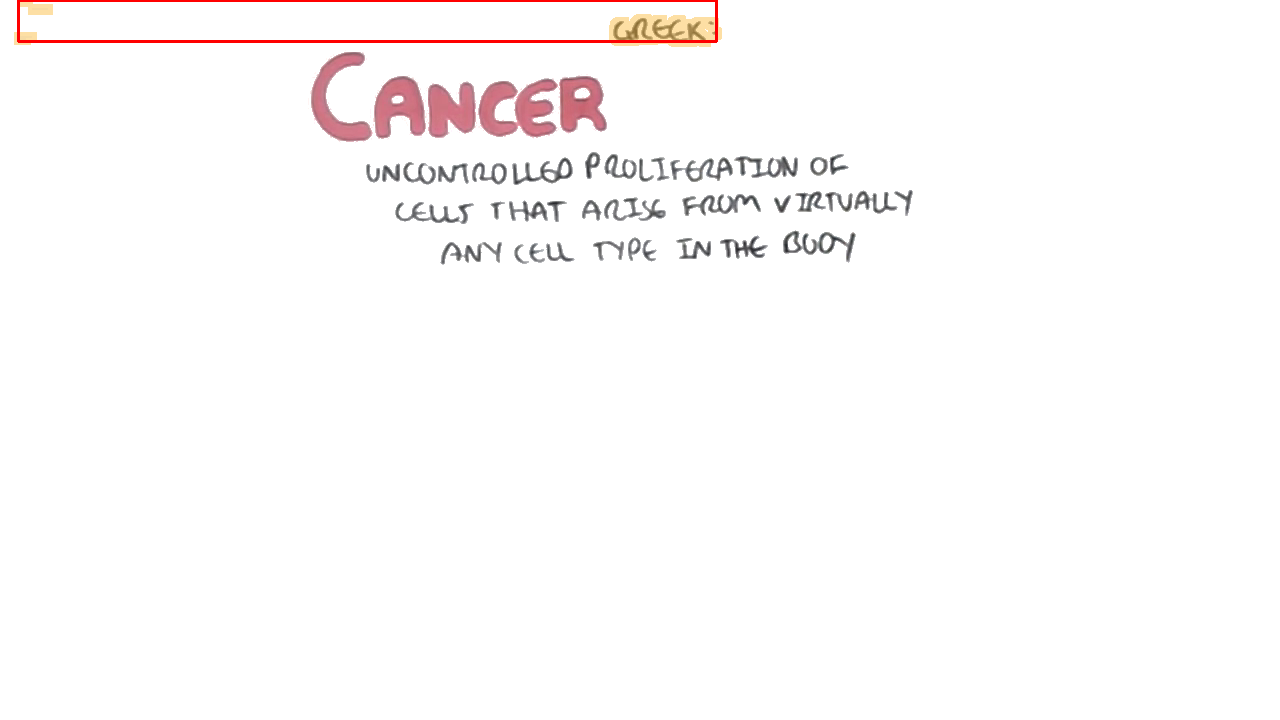 GREEK:
CANCER
UNCONTROLLED PROLIFERATION OF
CELLS THAT ARISE FROM VIRTUALLY
ANY CELL TYPE IN THE BODY